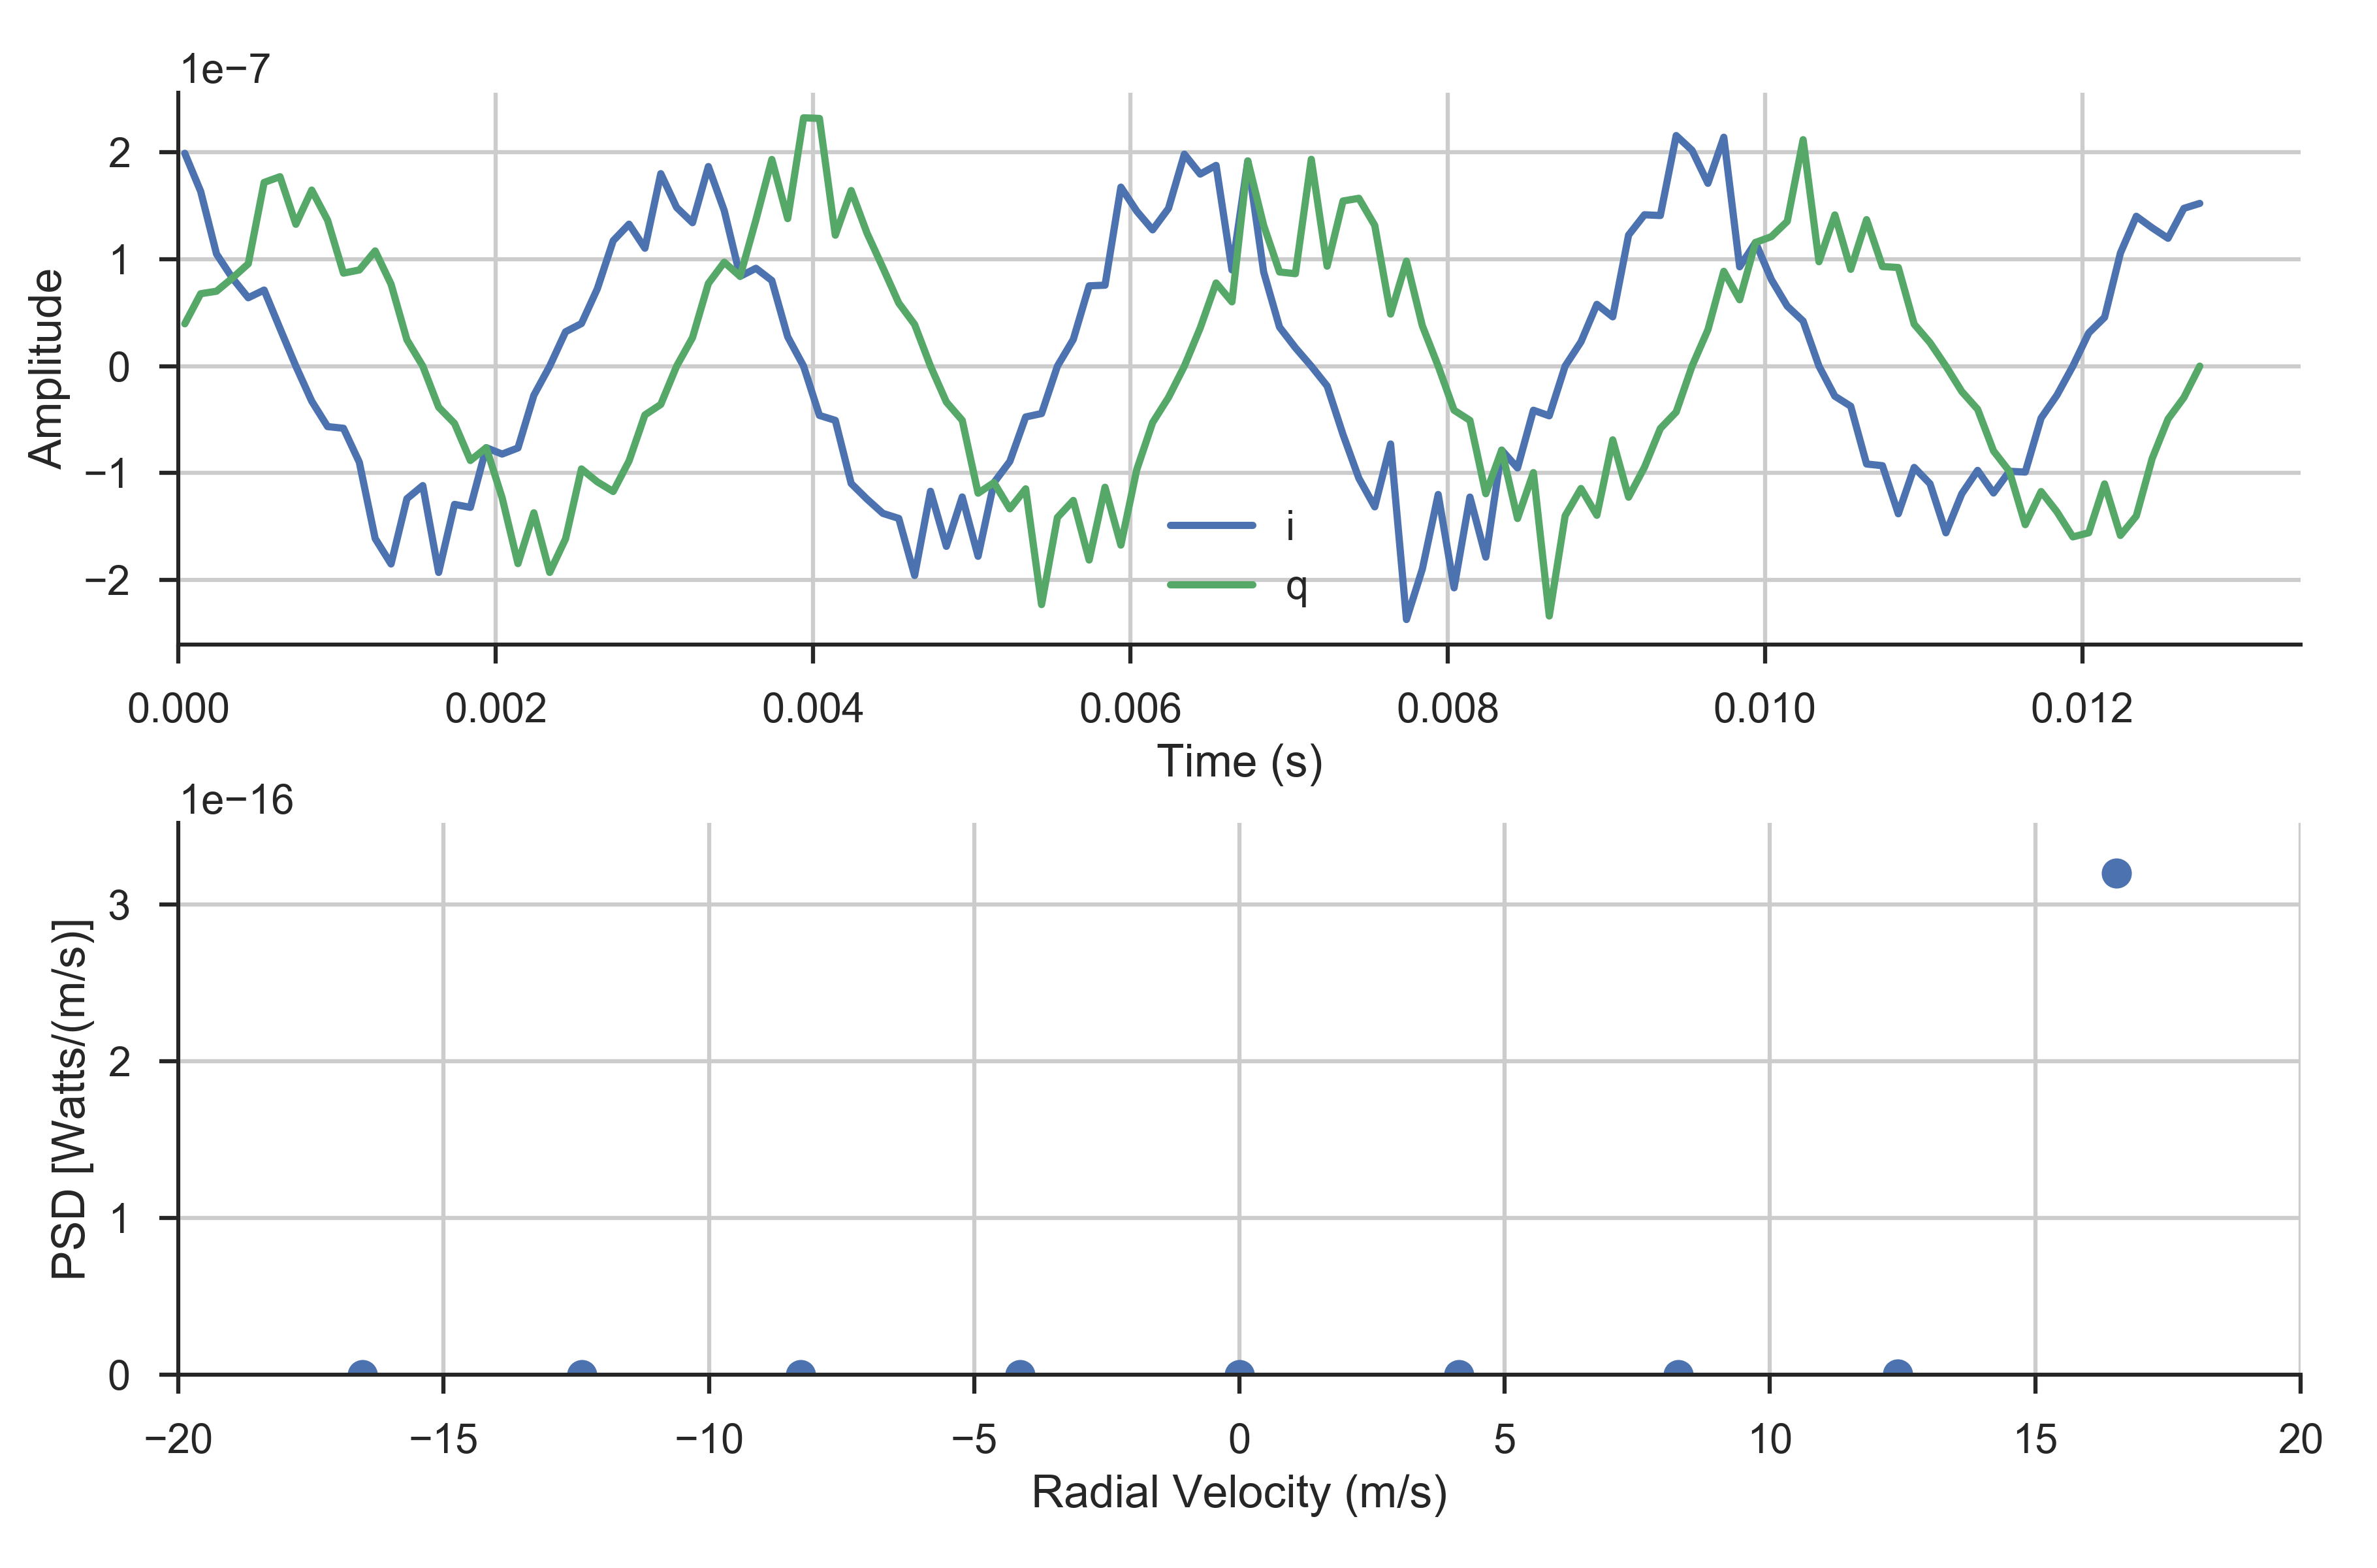 1e−7
2
1
0
−1
−2
Amplitude
i
q
0.000 0.002 0.004 0.006 0.008 0.010 0.012
Time (s)
1e−16
3
2
1
0
PSD [Watts/(m/s)]
−20 −15 −10 −5 0 5 10 15 20
Radial Velocity (m/s)